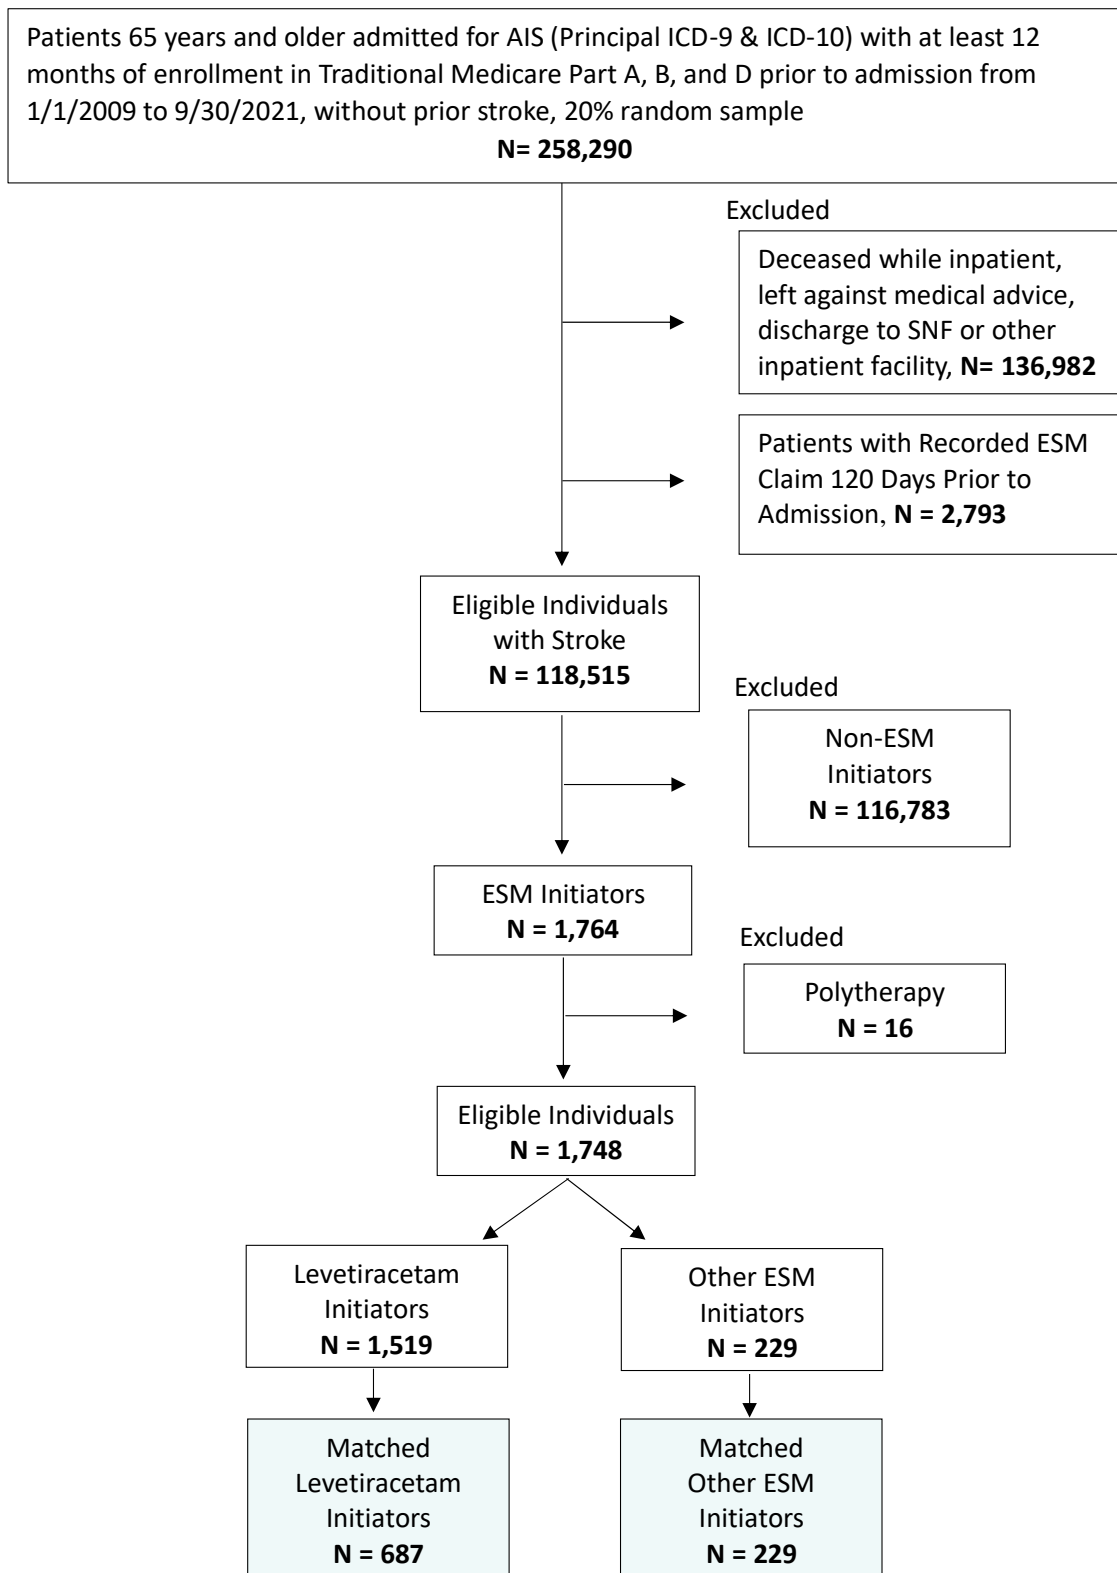 Patients 65 years and older admitted for AIS (Principal ICD-9 & ICD-10) with at least 12
months of enrollment in Traditional Medicare Part A, B, and D prior to admission from
1/1/2009 to 9/30/2021, without prior stroke, 20% random sample
N= 258,290
Excluded
Deceased while inpatient,
left against medical advice,
discharge to SNF or other
inpatient facility, N= 136,982
Patients with Recorded ESM
Claim 120 Days Prior to
Admission, N = 2,793
Eligible Individuals
with Stroke
N = 118,515
Excluded
Non-ESM
Initiators
N = 116,783
ESM Initiators
N = 1,764
Excluded
Polytherapy
N = 16
Eligible Individuals
N = 1,748
Levetiracetam
Initiators
N = 1,519
Other ESM
Initiators
N = 229
Matched
Levetiracetam
Initiators
N = 687
Matched
Other ESM
Initiators
N = 229